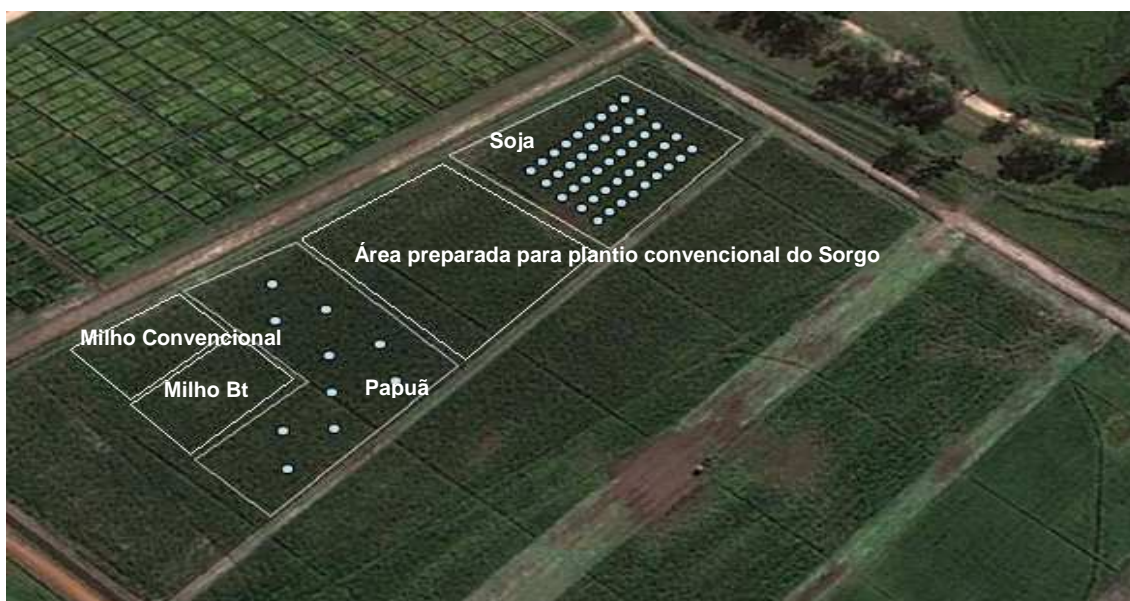 Soja
Área preparada para plantio convencional do Sorgo
Milho Convencional
Milho Bt
Papuã